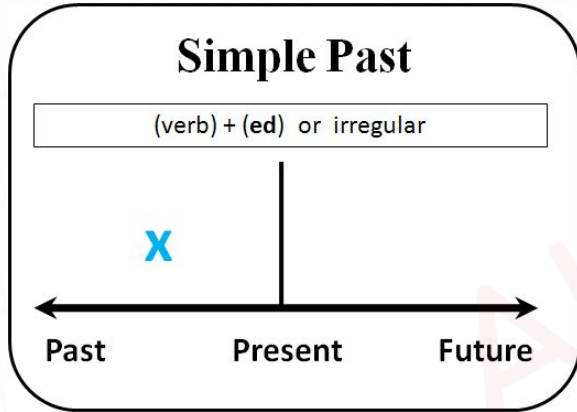 Simple Past
(verb) + (ed) or irregular
X
Past Present Future